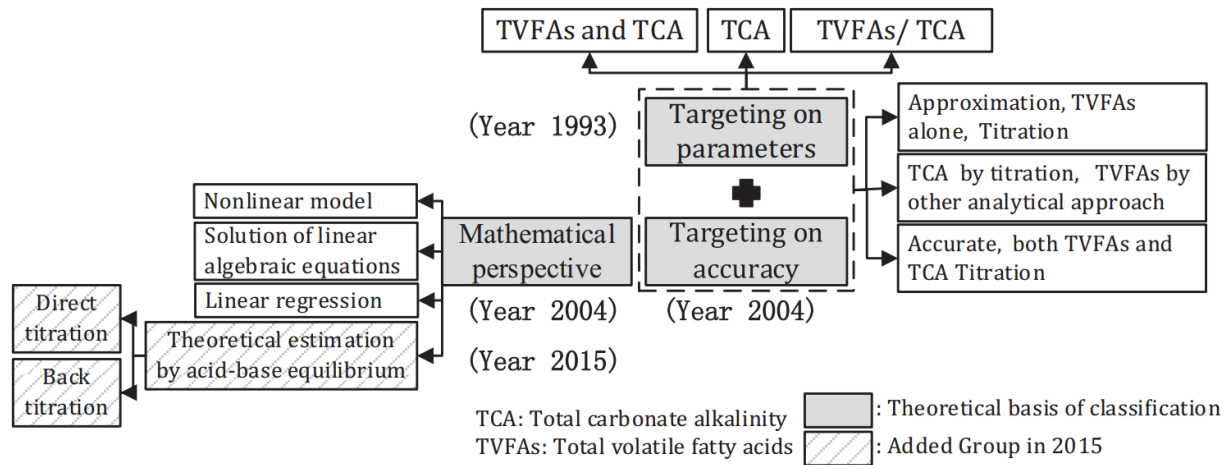 TVFAs and TCA
TCA
TVFAs/ TCA
(Year 1993)
Targeting on
parameters
Approximation, TVFAs
alone, Titration
TCA by titration, TVFAs by
other analytical approach
Accurate, both TVFAs and
TCA Titration
Targeting on
accuracy
(Year 2004)
Mathematical
perspective
(Year 2004)
(Year 2015)
Nonlinear model
Solution of linear
algebraic equations
Linear regression
Theoretical estimation
by acid-base equilibrium
Direct
titration
Back
titration
TCA: Total carbonate alkalinity
TVFAs: Total volatile fatty acids
: Theoretical basis of classification
: Added Group in 2015